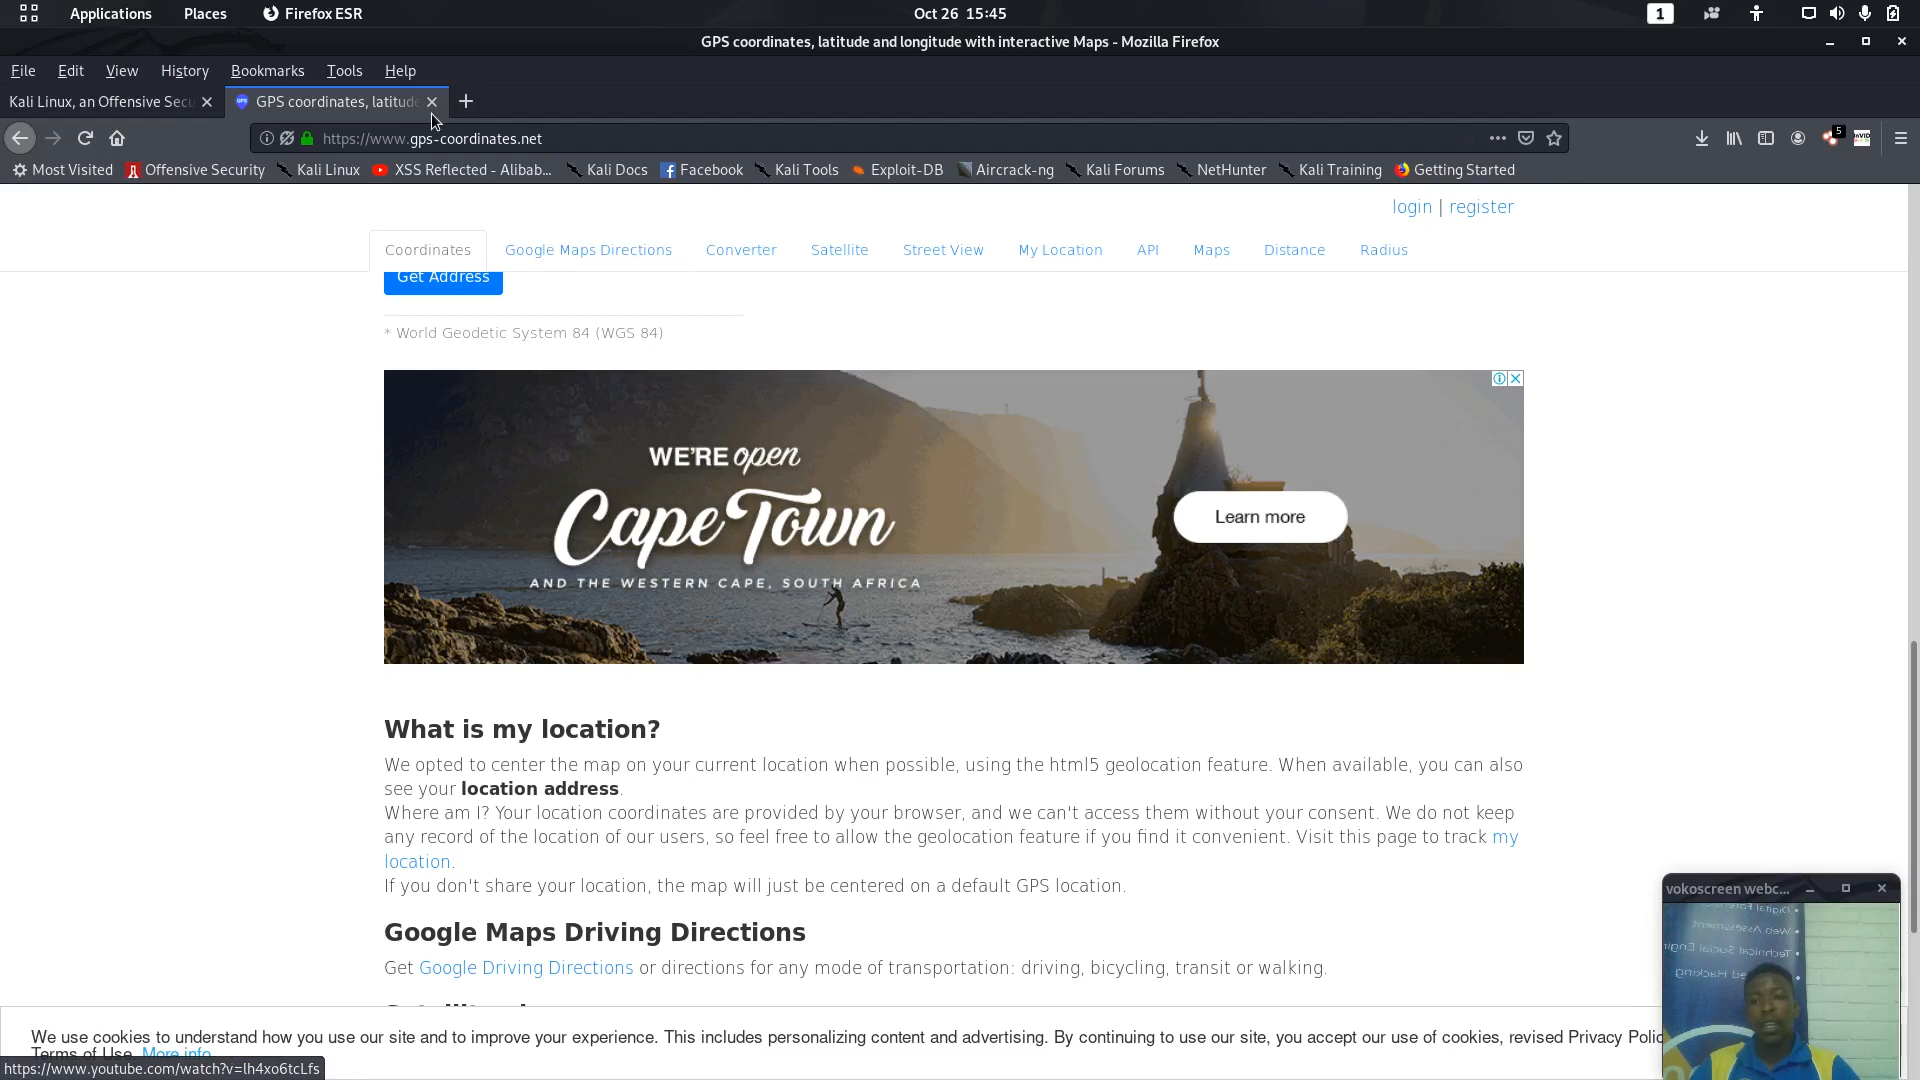 Applications Places Firefox ESR Oct 26 15:45 1
GPS coordinates, latitude and longitude with interactive Maps - Mozilla Firefox
File Edit View History Bookmarks Tools Help
Kali Linux, an Offensive Secu GPS coordinates, latitude
https://www.gps-coordinates.net 5
Most Visited Offensive Security Kali Linux XSS Reflected - Alibab... Kali Docs Facebook Kali Tools Exploit-DB Aircrack-ng Kali Forums NetHunter Kali Training Getting Started
login | register
Coordinates Google Maps Directions Converter Satellite Street View My Location API Maps Distance Radius
Get Address
* World Geodetic System 84 (WGS 84)
WE'RE open
Cape Town
Learn more
AND THE WESTERN CAPE, SOUTH AFRICA
What is my location?
We opted to center the map on your current location when possible, using the html5 geolocation feature. When available, you can also
see your location address.
Where am I? Your location coordinates are provided by your browser, and we can't access them without your consent. We do not keep
any record of the location of our users, so feel free to allow the geolocation feature if you find it convenient. Visit this page to track my
location.
If you don't share your location, the map will just be centered on a default GPS location.
vokoscreen webc...
Web Assessment
Technical Social Engi
Hacking
Google Maps Driving Directions
Get Google Driving Directions or directions for any mode of transportation: driving, bicycling, transit or walking.
We use cookies to understand how you use our site and to improve your experience. This includes personalizing content and advertising. By continuing to use our site, you accept our use of cookies, revised Privacy Polic
Terms of Use. More info
https://www.youtube.com/watch?v=lh4xo6tcLfs